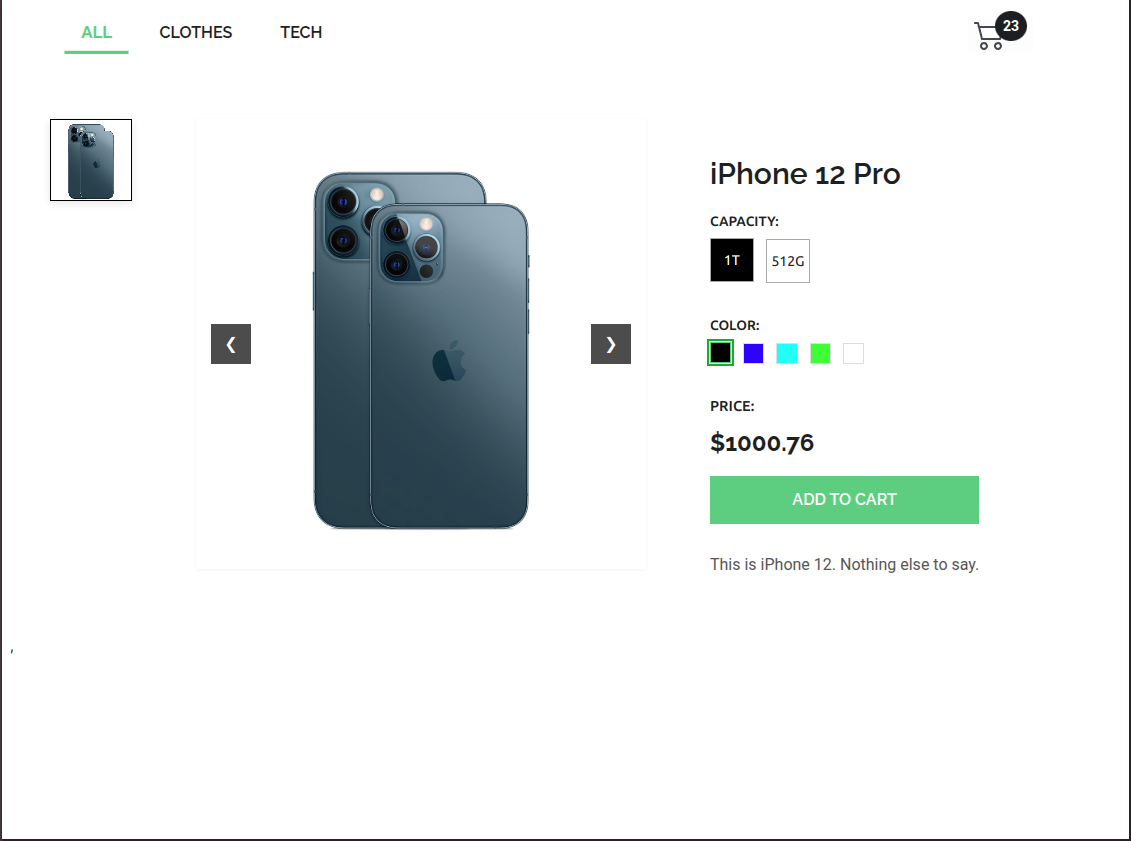 ALL CLOTHES TECH 23
iPhone 12 Pro
CAPACITY:
1T 512G
COLOR:
❮ ❯
PRICE:
$1000.76
ADD TO CART
This is iPhone 12. Nothing else to say.
,